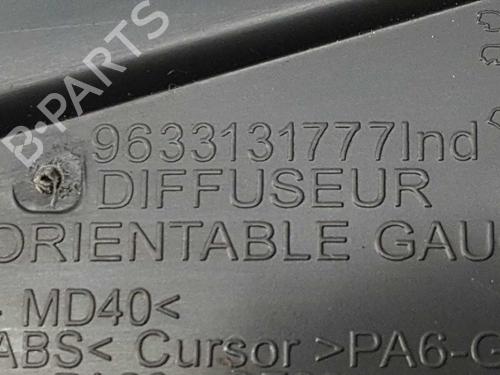 B-PARTS
9633131777Ind
DIFFUSEUR
ORIENTABLE GAU
MD40<
ABS< Cursor >PA6-G